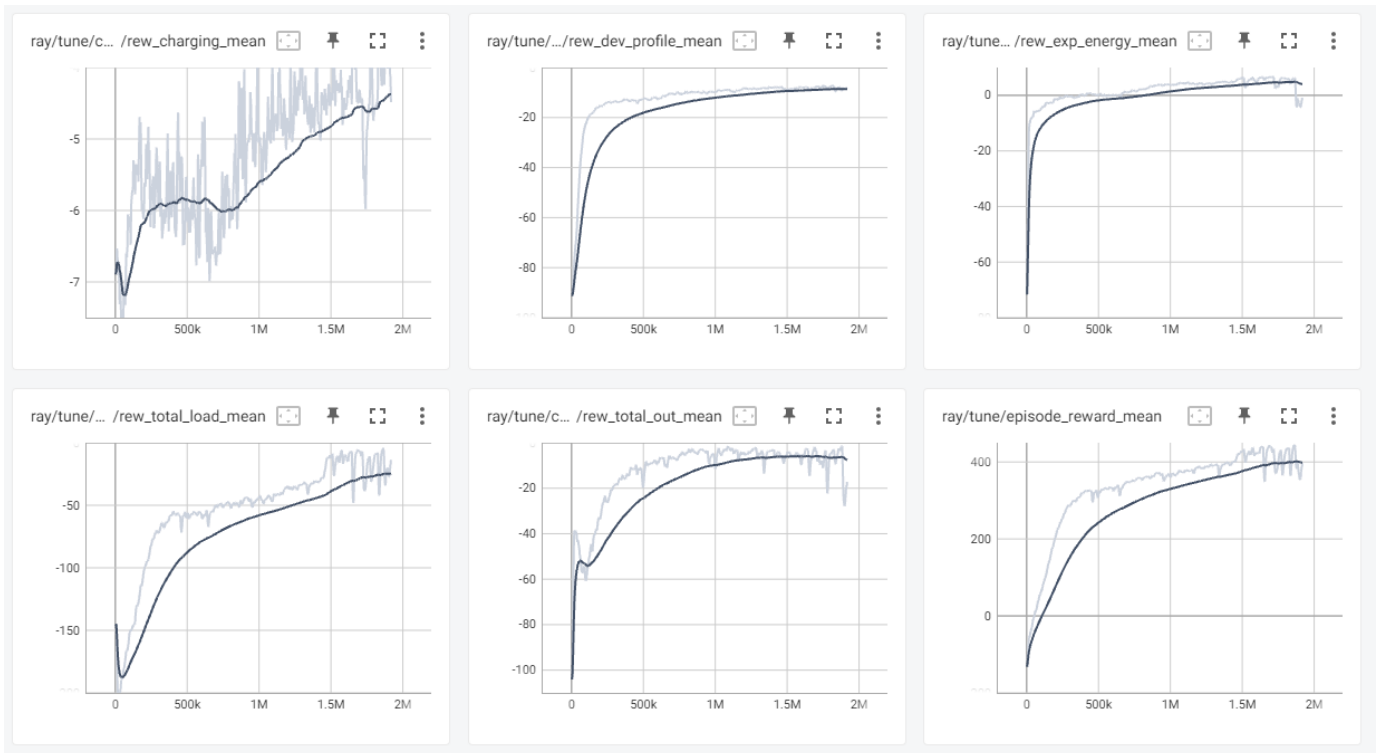 ray/tune/c... /rew_charging_mean
-5
-6
-7
0 500k 1M 1.5M 2M
ray/tune/.../rew_dev_profile_mean
-20
-40
-60
-80
0 500k 1M 1.5M 2M
ray/tune... /rew_exp_energy_mean
0
-20
-40
-60
0 500k 1M 1.5M 2M
ray/tune/... /rew_total_load_mean
-50
-100
-150
0 500k 1M 1.5M 2M
ray/tune/c... /rew_total_out_mean
-20
-40
-60
-80
-100
0 500k 1M 1.5M 2M
ray/tune/episode_reward_mean
400
200
0
0 500k 1M 1.5M 2M